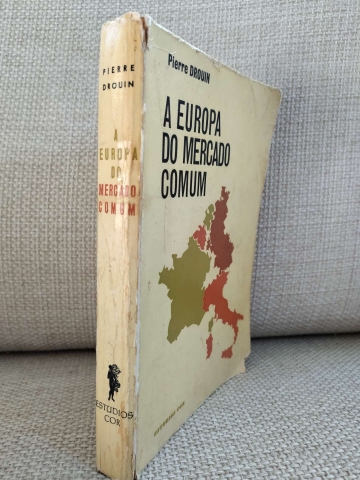 PIERRE
DROUIN
A
EUROPA
DO
MERCADO
COMUM
ESTUDIOS
COR
Pierre DROUIN
A EUROPA
DO MERCADO
COMUM